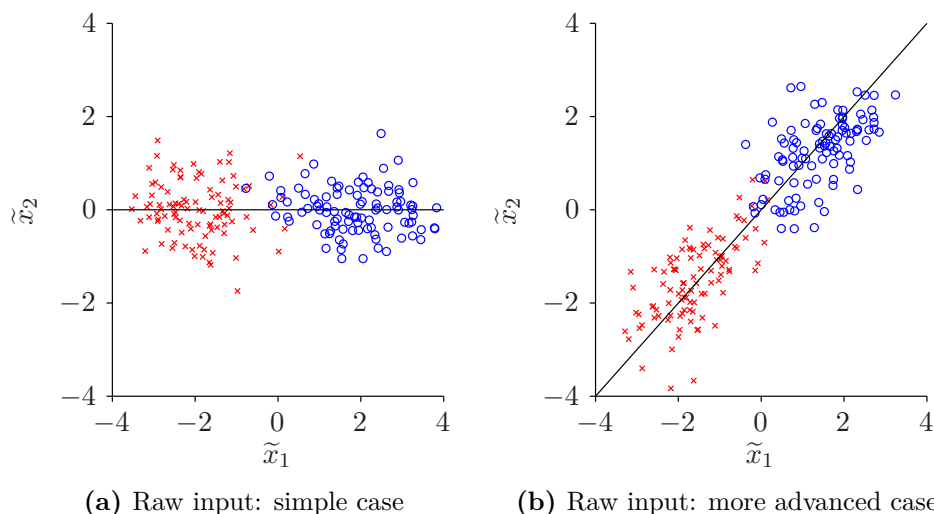 4 4
2 2
x̃₂ 0 x̃₂ 0
−2 −2
−4 −4
−4 −2 0 2 4 −4 −2 0 2 4
x̃₁ x̃₁
(a) Raw input: simple case (b) Raw input: more advanced case